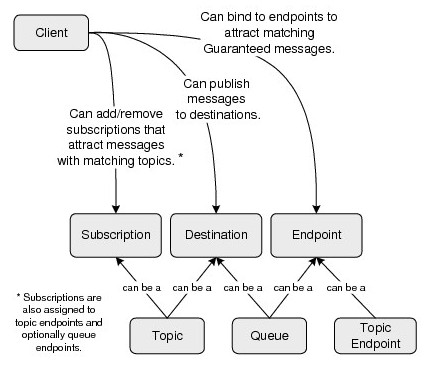 Client
Can bind to endpoints to
attract matching
Guaranteed messages.
Can publish
messages
to destinations.
Can add/remove
subscriptions that
attract messages
with matching topics. *
Subscription
Destination
Endpoint
can be a
can be a
can be a
can be a
can be a
* Subscriptions are
also assigned to
topic endpoints and
optionally queue
endpoints.
Topic
Queue
Topic
Endpoint